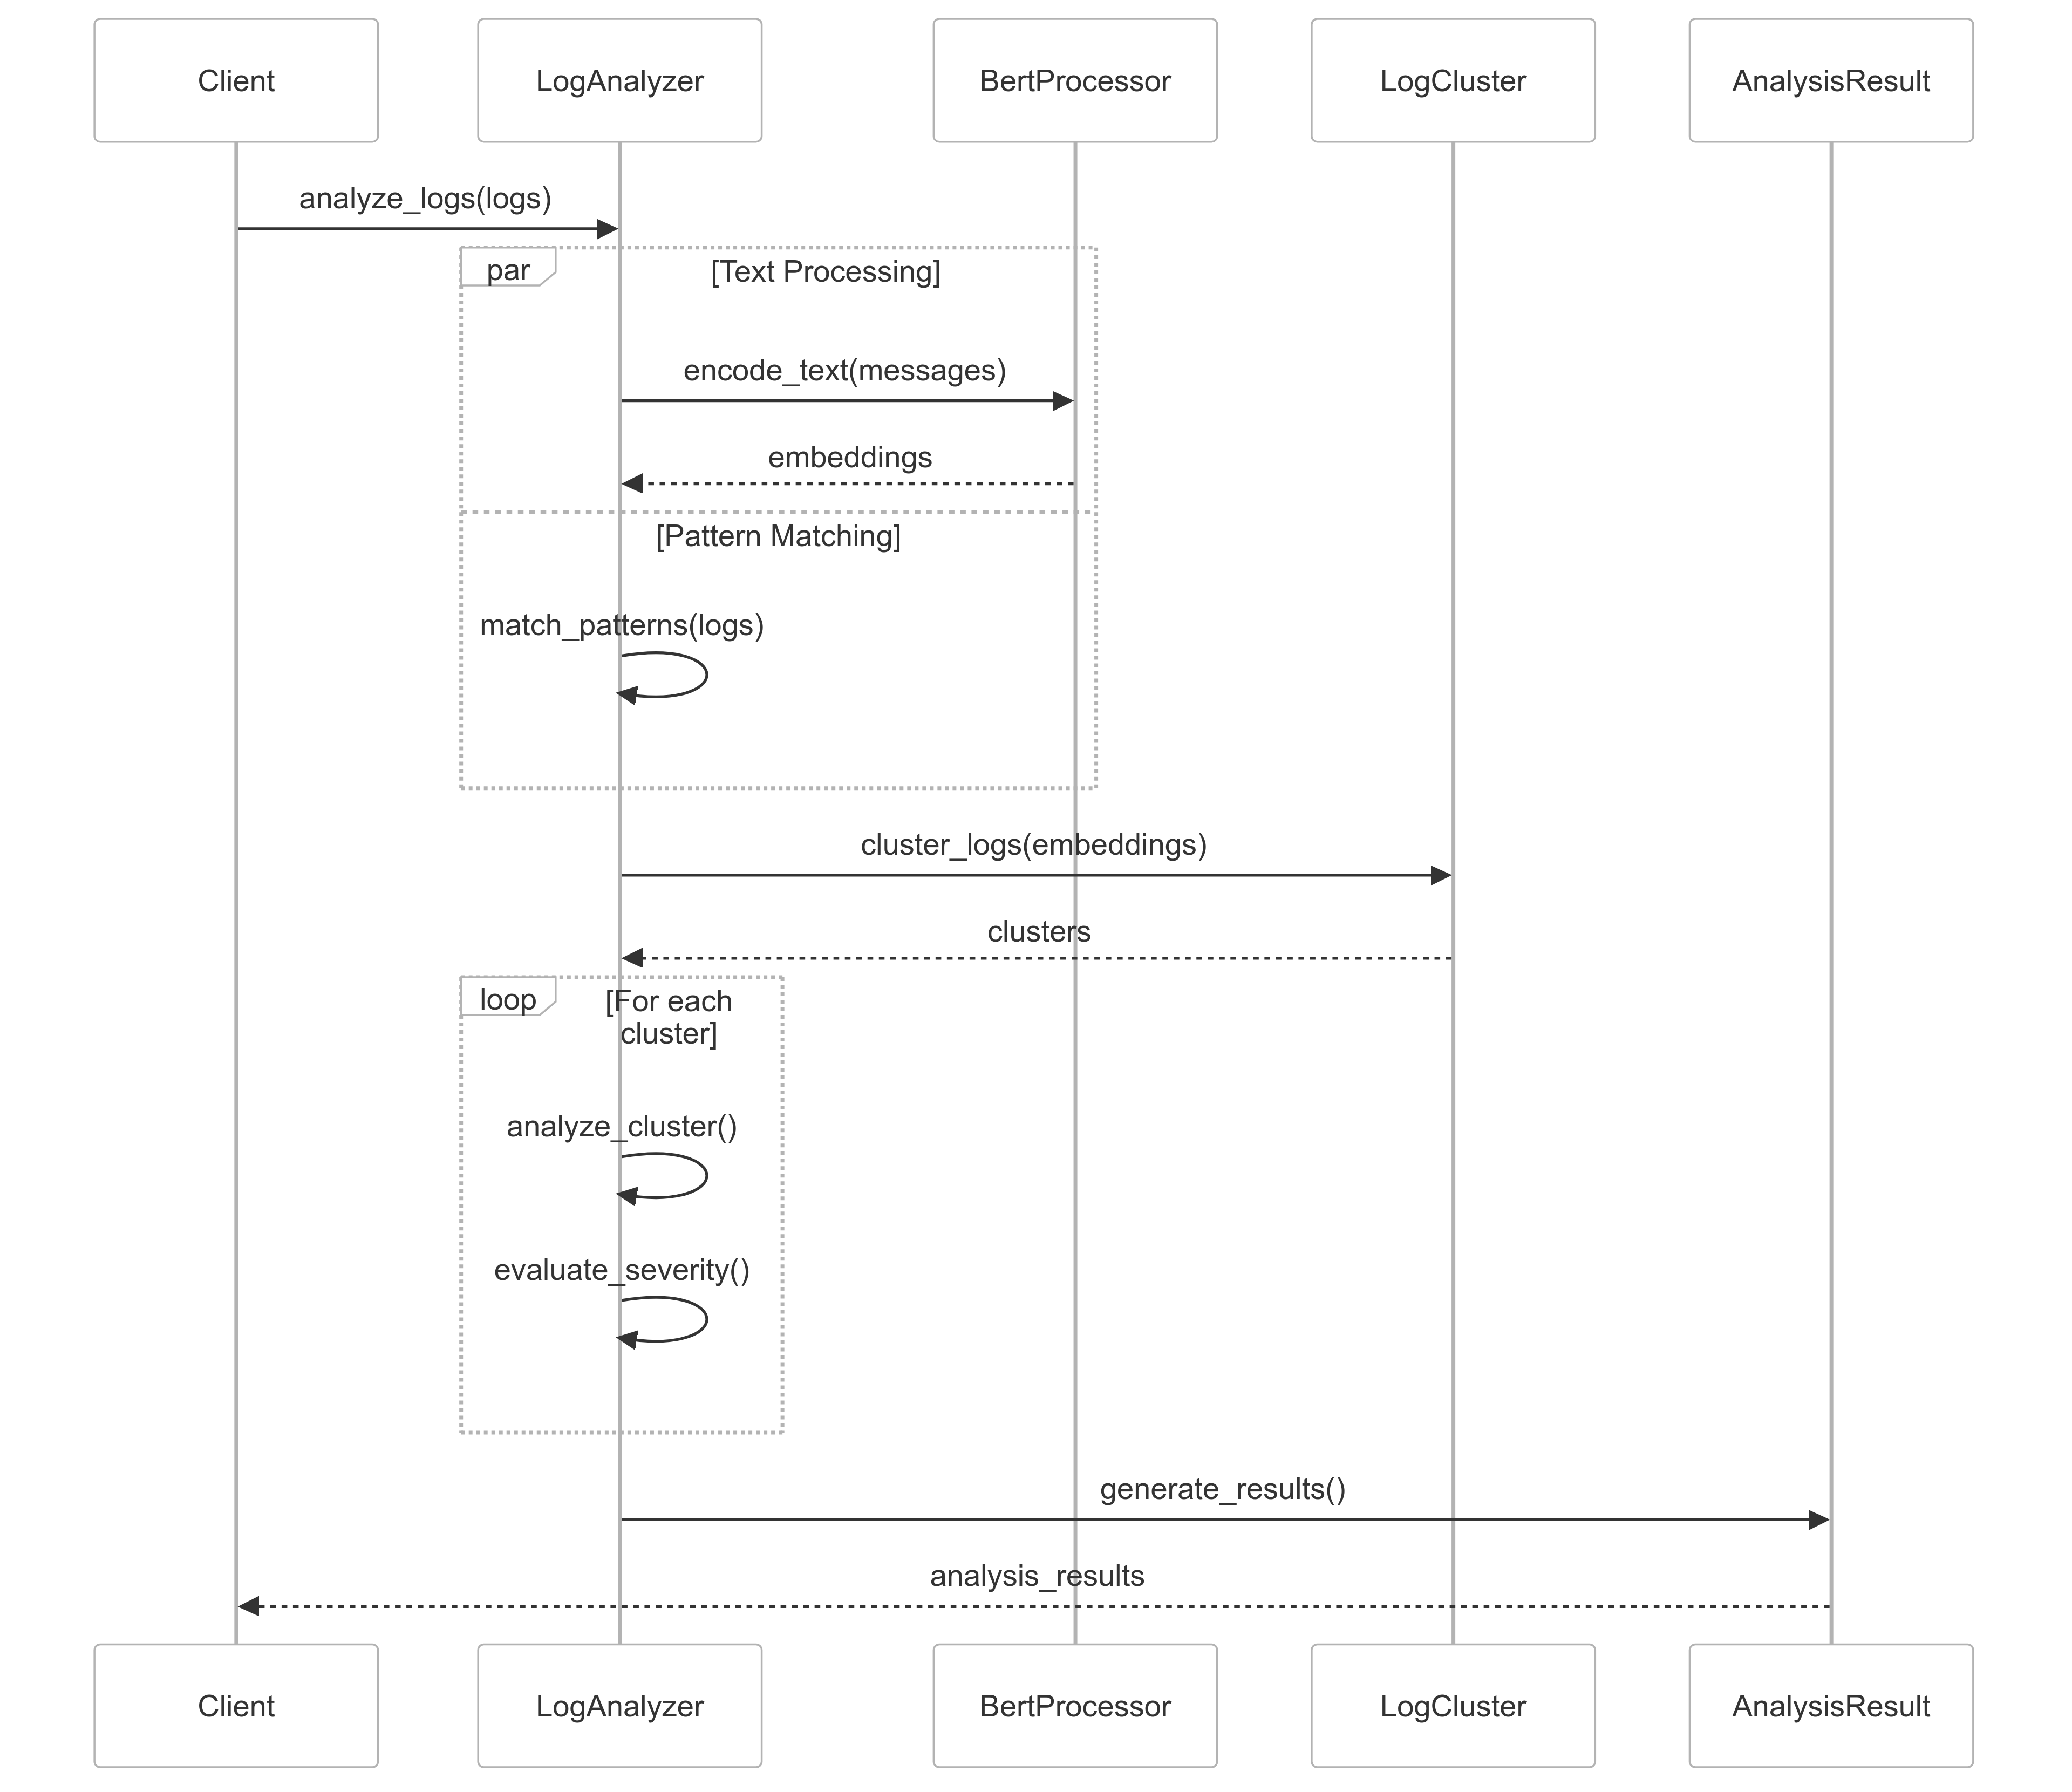 Client
LogAnalyzer
BertProcessor
LogCluster
AnalysisResult
analyze_logs(logs)
par
[Text Processing]
encode_text(messages)
embeddings
[Pattern Matching]
match_patterns(logs)
cluster_logs(embeddings)
clusters
loop
[For each
cluster]
analyze_cluster()
evaluate_severity()
generate_results()
analysis_results
Client
LogAnalyzer
BertProcessor
LogCluster
AnalysisResult